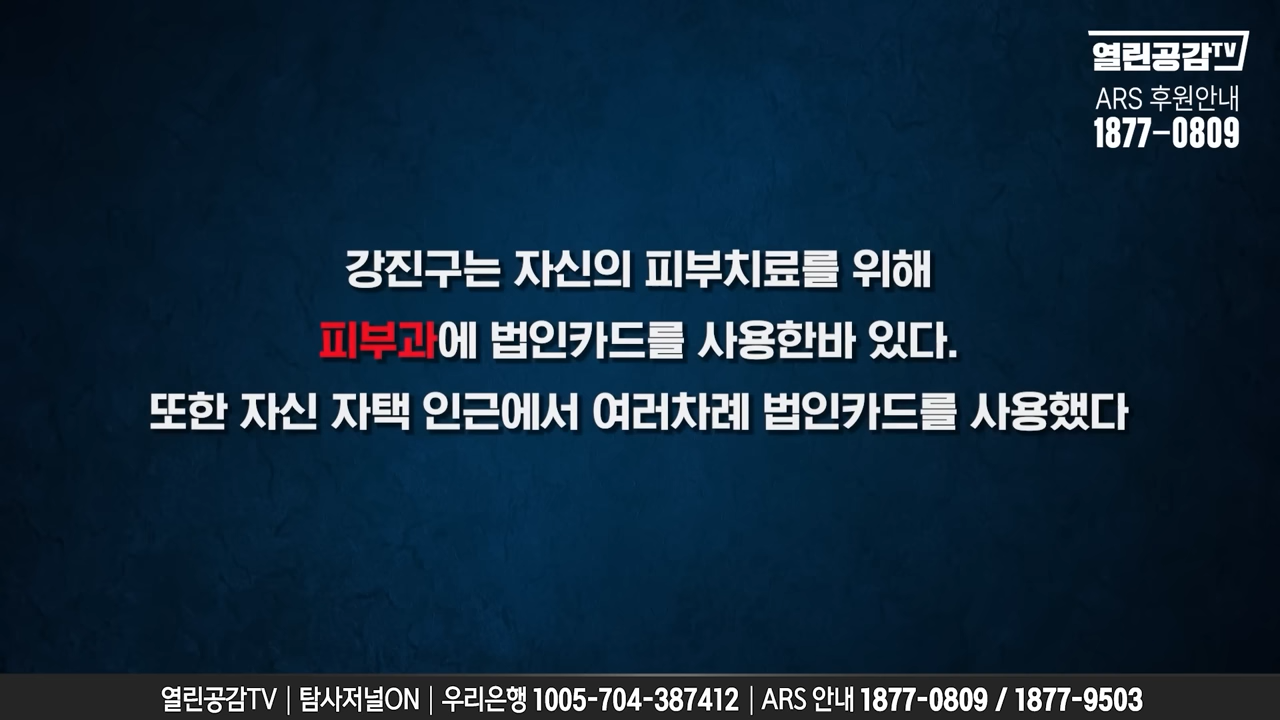 열린공감TV
ARS 후원안내
1877-0809
강진구는 자신의 피부치료를 위해
피부과에 법인카드를 사용한바 있다.
또한 자신 자택 인근에서 여러차례 법인카드를 사용했다
열린공감TV | 탐사저널ON | 우리은행 1005-704-387412 | ARS 안내 1877-0809 / 1877-9503